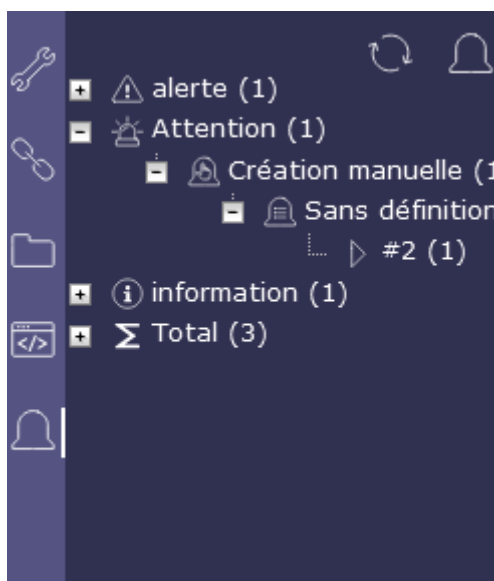 alerte (1)
Attention (1)
Création manuelle (1
Sans définition
#2 (1)
information (1)
Total (3)